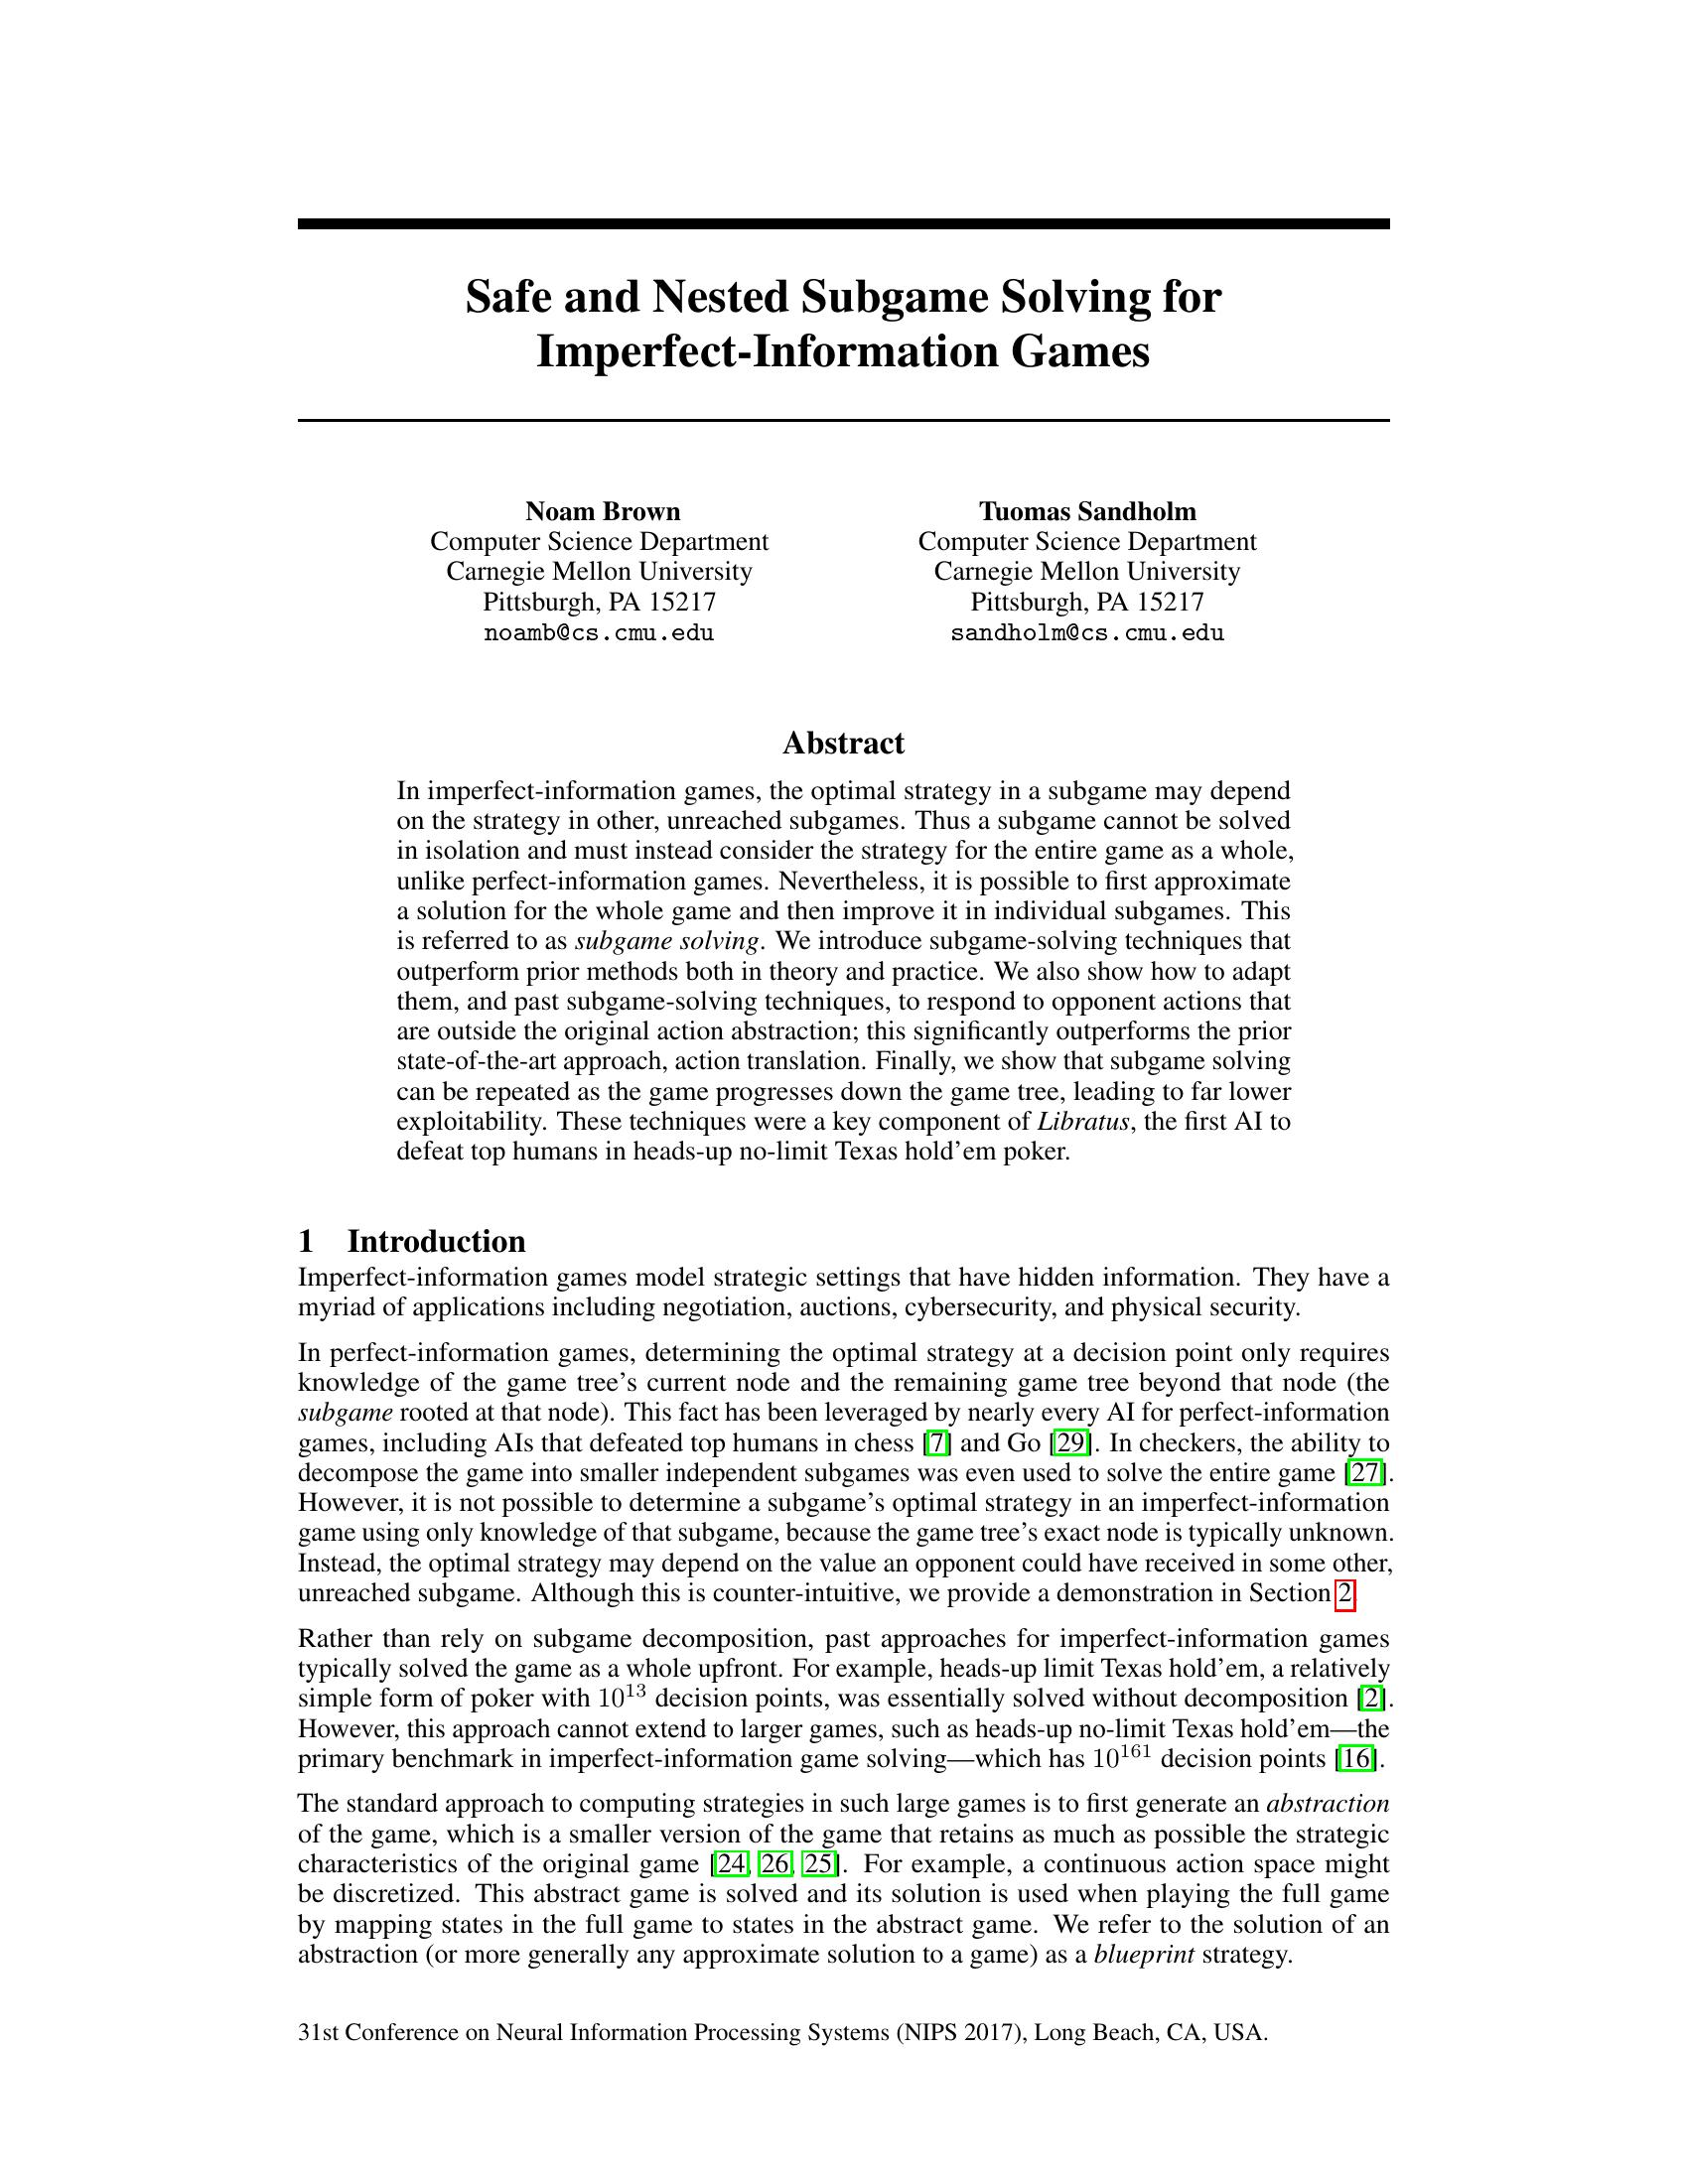 Safe and Nested Subgame Solving for
Imperfect-Information Games
Noam Brown
Computer Science Department
Carnegie Mellon University
Pittsburgh, PA 15217
noamb@cs.cmu.edu
Tuomas Sandholm
Computer Science Department
Carnegie Mellon University
Pittsburgh, PA 15217
sandholm@cs.cmu.edu
Abstract
In imperfect-information games, the optimal strategy in a subgame may depend
on the strategy in other, unreached subgames. Thus a subgame cannot be solved
in isolation and must instead consider the strategy for the entire game as a whole,
unlike perfect-information games. Nevertheless, it is possible to first approximate
a solution for the whole game and then improve it in individual subgames. This
is referred to as subgame solving. We introduce subgame-solving techniques that
outperform prior methods both in theory and practice. We also show how to adapt
them, and past subgame-solving techniques, to respond to opponent actions that
are outside the original action abstraction; this significantly outperforms the prior
state-of-the-art approach, action translation. Finally, we show that subgame solving
can be repeated as the game progresses down the game tree, leading to far lower
exploitability. These techniques were a key component of Libratus, the first AI to
defeat top humans in heads-up no-limit Texas hold'em poker.
1 Introduction
Imperfect-information games model strategic settings that have hidden information. They have a
myriad of applications including negotiation, auctions, cybersecurity, and physical security.
In perfect-information games, determining the optimal strategy at a decision point only requires
knowledge of the game tree's current node and the remaining game tree beyond that node (the
subgame rooted at that node). This fact has been leveraged by nearly every AI for perfect-information
games, including AIs that defeated top humans in chess [7] and Go [29]. In checkers, the ability to
decompose the game into smaller independent subgames was even used to solve the entire game [27].
However, it is not possible to determine a subgame's optimal strategy in an imperfect-information
game using only knowledge of that subgame, because the game tree's exact node is typically unknown.
Instead, the optimal strategy may depend on the value an opponent could have received in some other,
unreached subgame. Although this is counter-intuitive, we provide a demonstration in Section 2.
Rather than rely on subgame decomposition, past approaches for imperfect-information games
typically solved the game as a whole upfront. For example, heads-up limit Texas hold'em, a relatively
simple form of poker with 10¹³ decision points, was essentially solved without decomposition [2].
However, this approach cannot extend to larger games, such as heads-up no-limit Texas hold'em—the
primary benchmark in imperfect-information game solving—which has 10¹⁶¹ decision points [16].
The standard approach to computing strategies in such large games is to first generate an abstraction
of the game, which is a smaller version of the game that retains as much as possible the strategic
characteristics of the original game [24, 26, 25]. For example, a continuous action space might
be discretized. This abstract game is solved and its solution is used when playing the full game
by mapping states in the full game to states in the abstract game. We refer to the solution of an
abstraction (or more generally any approximate solution to a game) as a blueprint strategy.
31st Conference on Neural Information Processing Systems (NIPS 2017), Long Beach, CA, USA.